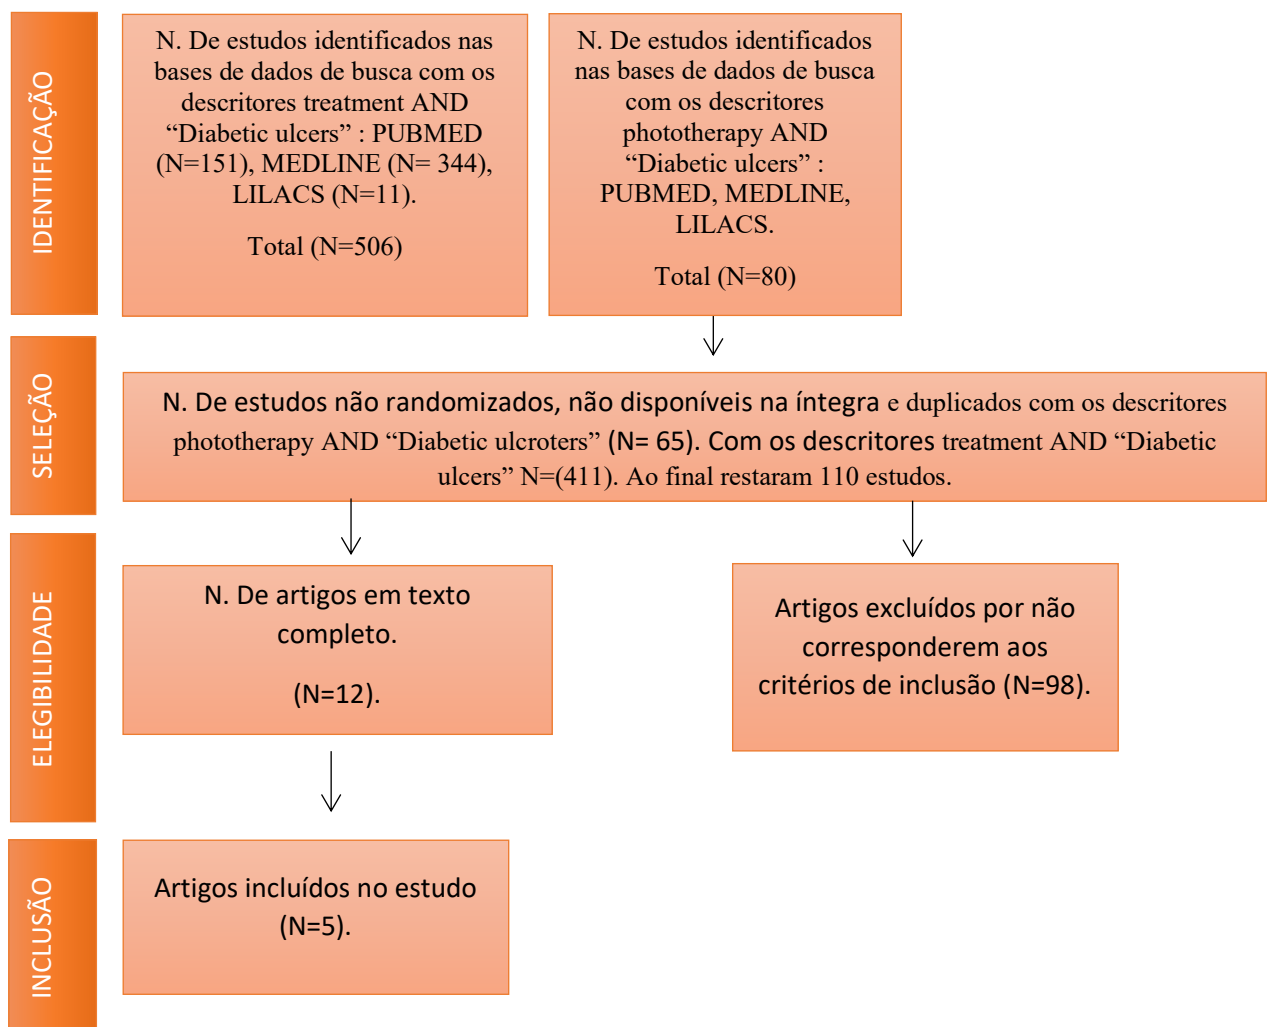 IDENTIFICAÇÃO
N. De estudos identificados nas
bases de dados de busca com os
descritores treatment AND
“Diabetic ulcers” : PUBMED
(N=151), MEDLINE (N= 344),
LILACS (N=11).
Total (N=506)
N. De estudos identificados
nas bases de dados de busca
com os descritores
phototherapy AND
“Diabetic ulcers” :
PUBMED, MEDLINE,
LILACS.
Total (N=80)
SELEÇÃO
N. De estudos não randomizados, não disponíveis na íntegra e duplicados com os descritores
phototherapy AND “Diabetic ulcroters” (N= 65). Com os descritores treatment AND “Diabetic
ulcers” N=(411). Ao final restaram 110 estudos.
ELEGIBILIDADE
N. De artigos em texto
completo.
(N=12).
Artigos excluídos por não
corresponderem aos
critérios de inclusão (N=98).
INCLUSÃO
Artigos incluídos no estudo
(N=5).